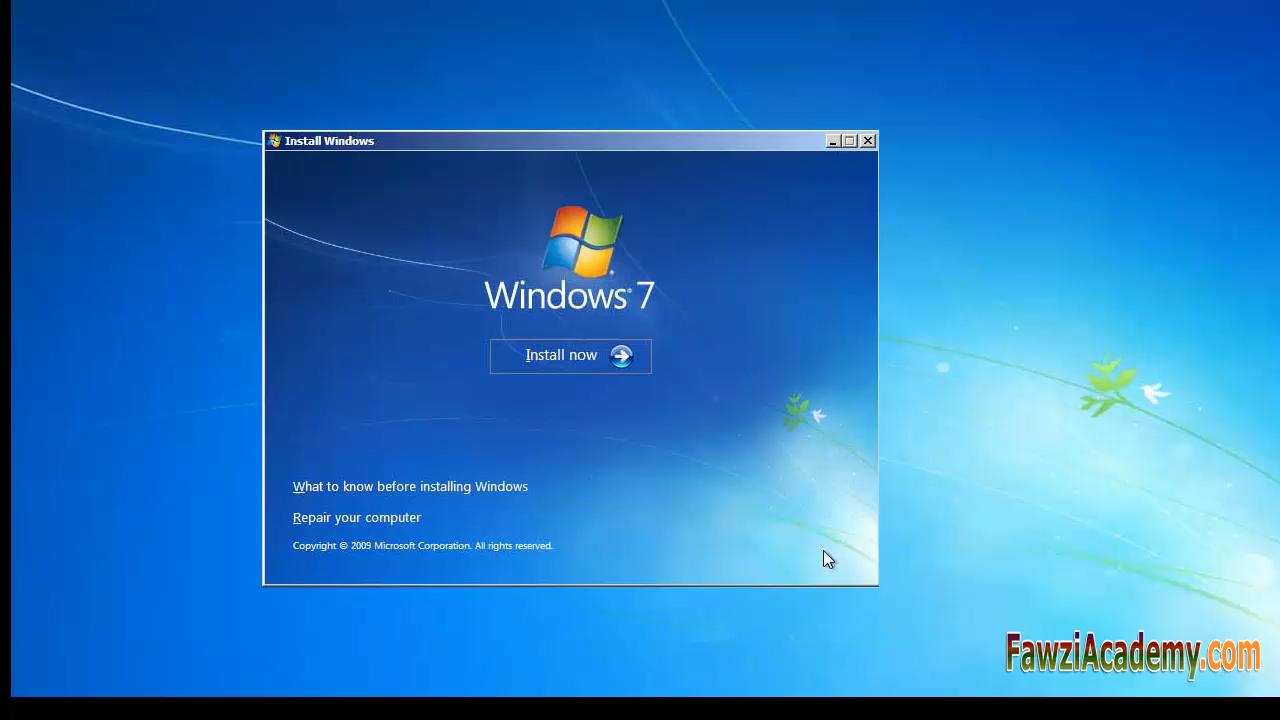 Install Windows
Windows® 7
Install now
What to know before installing Windows
Repair your computer
Copyright © 2009 Microsoft Corporation. All rights reserved.
FawziAcademy.com